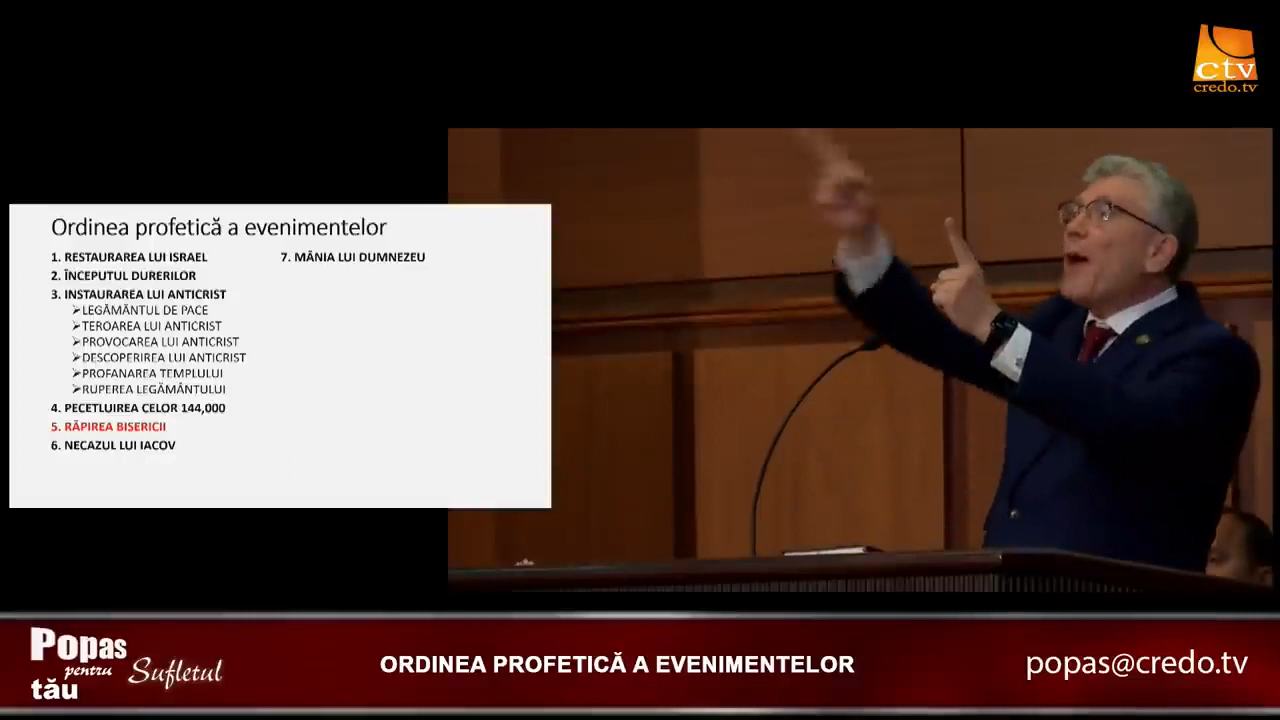 ctv
credo.tv
Ordinea profetică a evenimentelor
1. RESTAURAREA LUI ISRAEL
2. ÎNCEPUTUL DURERILOR
3. INSTAURAREA LUI ANTICRIST
➢LEGĂMÂNTUL DE PACE
➢TEROAREA LUI ANTICRIST
➢PROVOCAREA LUI ANTICRIST
➢DESCOPERIREA LUI ANTICRIST
➢PROFANAREA TEMPLULUI
➢RUPEREA LEGĂMÂNTULUI
4. PECETLUIREA CELOR 144,000
5. RĂPIREA BISERICII
6. NECAZUL LUI IACOV
7. MÂNIA LUI DUMNEZEU
Popas
pentru
tău
Sufletul
ORDINEA PROFETICĂ A EVENIMENTELOR
popas@credo.tv